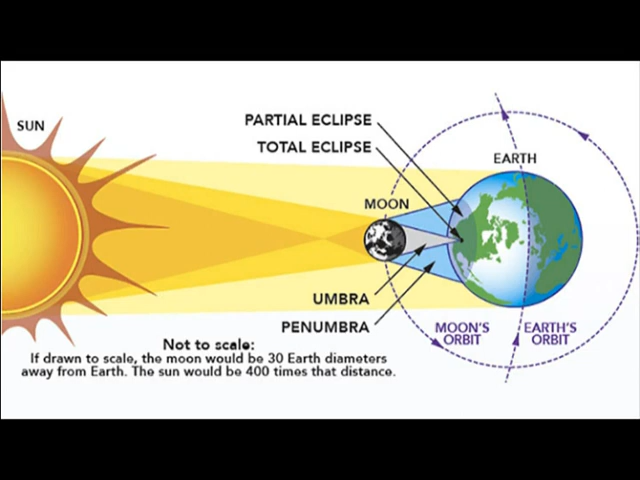 SUN
PARTIAL ECLIPSE
TOTAL ECLIPSE
EARTH
MOON
UMBRA
PENUMBRA
MOON'S
ORBIT
EARTH'S
ORBIT
Not to scale:
If drawn to scale, the moon would be 30 Earth diameters
away from Earth. The sun would be 400 times that distance.